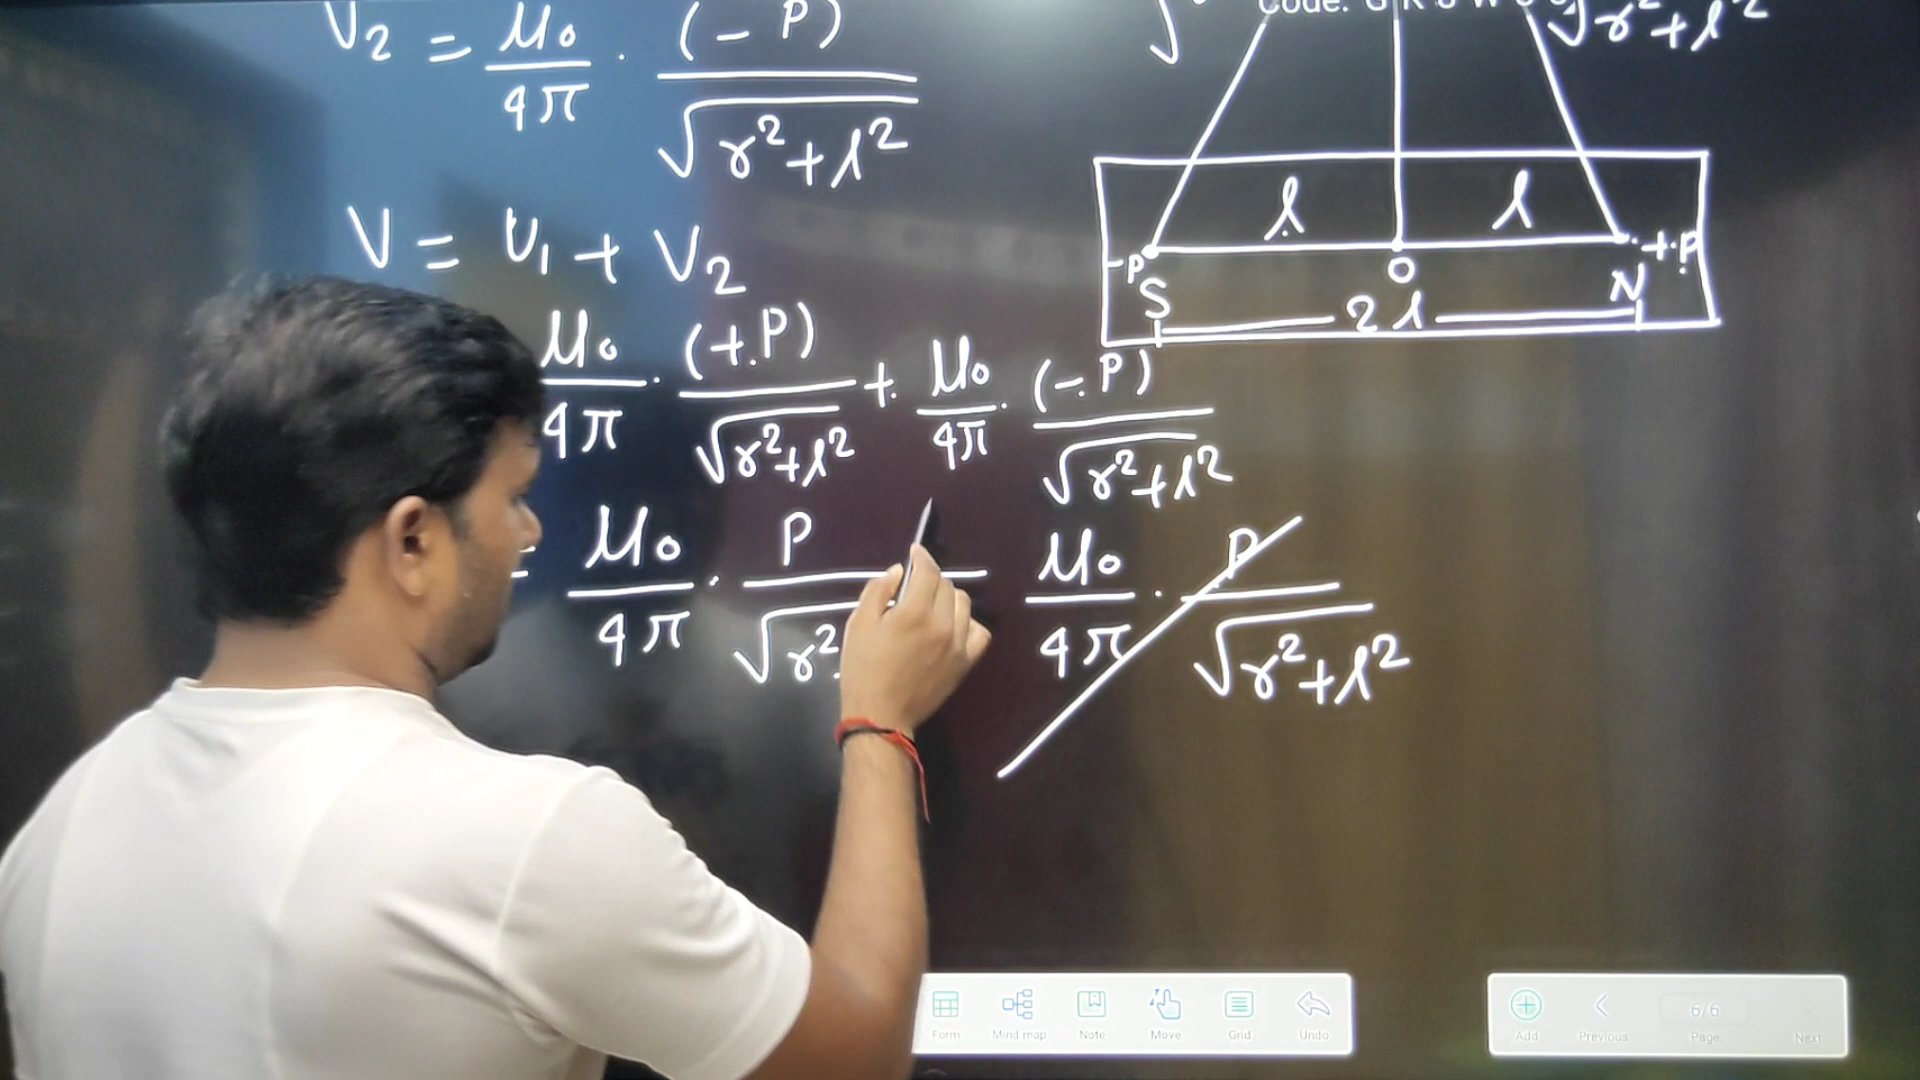 V₂ = μ₀/4π · (-P)/√r²+l²
V = V₁ + V₂
μ₀/4π · (+P)/√r²+l² + μ₀/4π · (-P)/√r²+l²
= μ₀/4π · P/√r² μ₀/4π · P/√r²+l²
Code: G K
√r²+l²
l l
-P S O N +P
2l
Form Mind map Note Move Grid Undo
Add Previous 6/6 Page Next